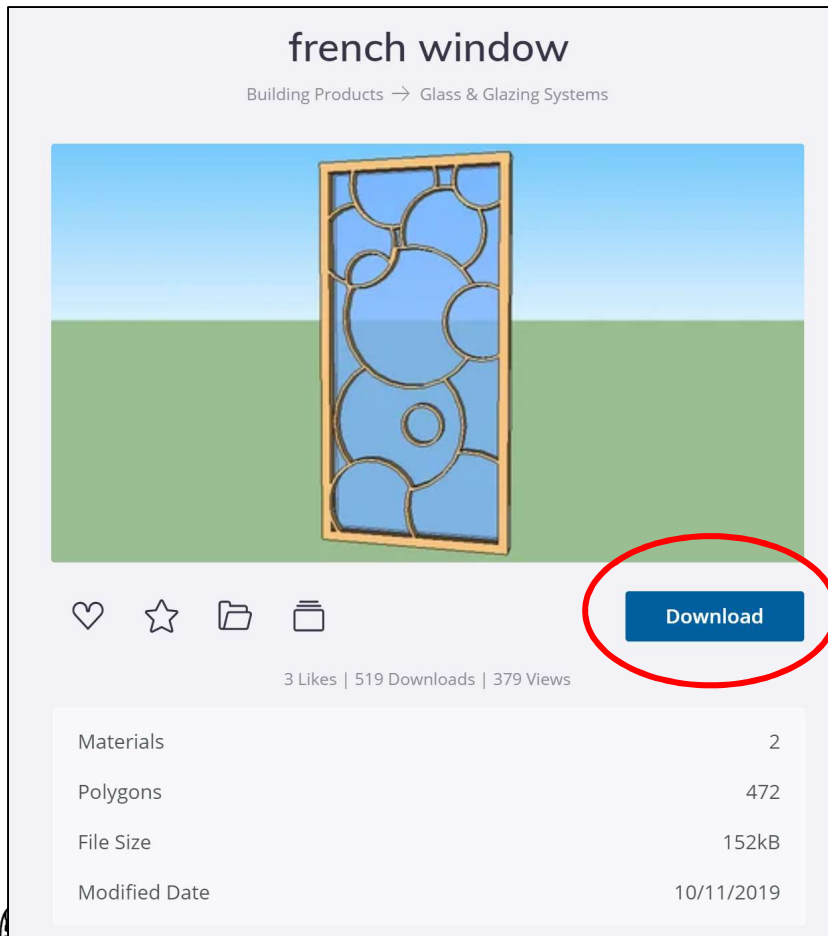 french window
Building Products → Glass & Glazing Systems
Download
3 Likes | 519 Downloads | 379 Views
Materials 2
Polygons 472
File Size 152kB
Modified Date 10/11/2019